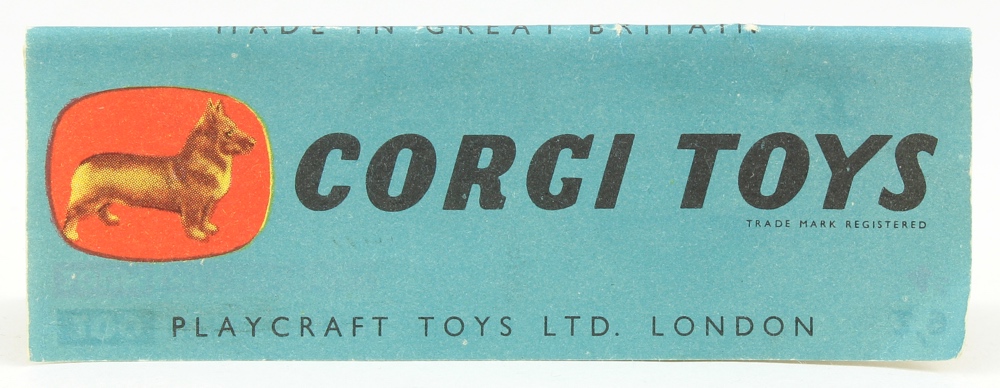 MADE IN GREAT BRITAIN.
CORGI TOYS
TRADE MARK REGISTERED
PLAYCRAFT TOYS LTD. LONDON